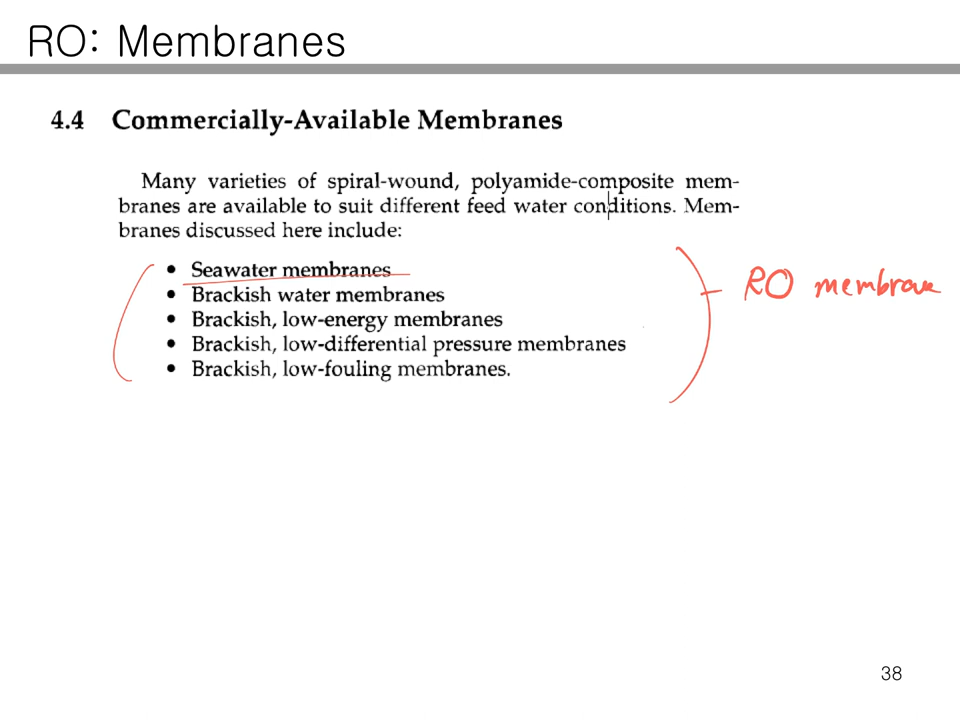 RO: Membranes
4.4 Commercially-Available Membranes
Many varieties of spiral-wound, polyamide-composite mem-
branes are available to suit different feed water conditions. Mem-
branes discussed here include:
• Seawater membranes
• Brackish water membranes
• Brackish, low-energy membranes
• Brackish, low-differential pressure membranes
• Brackish, low-fouling membranes.
RO membrane
38